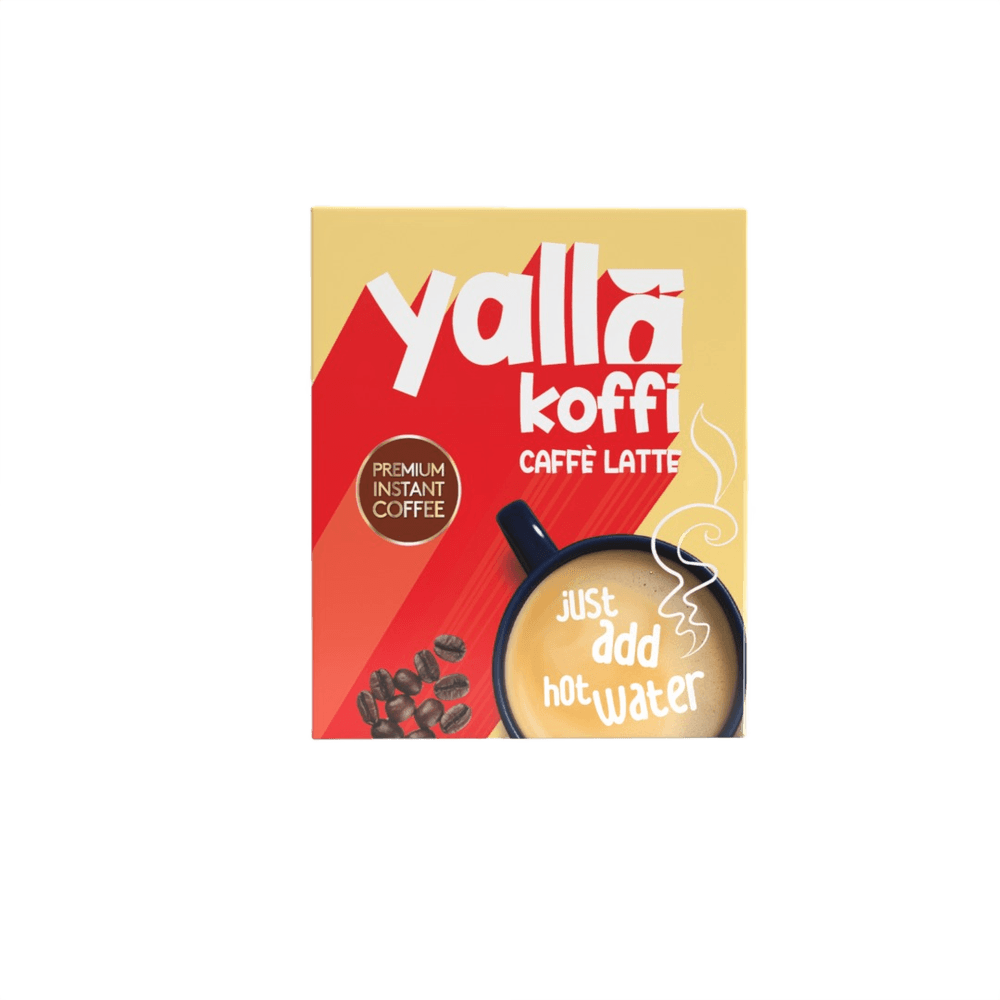 yallā
koffi
CAFFÈ LATTE
PREMIUM
INSTANT
COFFEE
just
add
hot
water